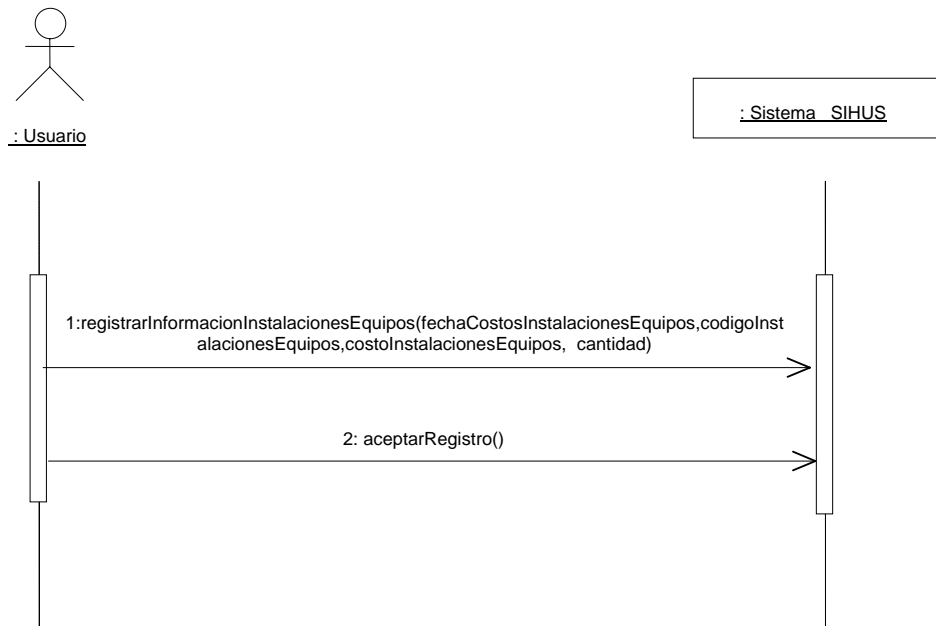 : Usuario
: Sistema SIHUS
1:registrarInformacionInstalacionesEquipos(fechaCostosInstalacionesEquipos,codigoInst
alacionesEquipos,costoInstalacionesEquipos, cantidad)
2: aceptarRegistro()